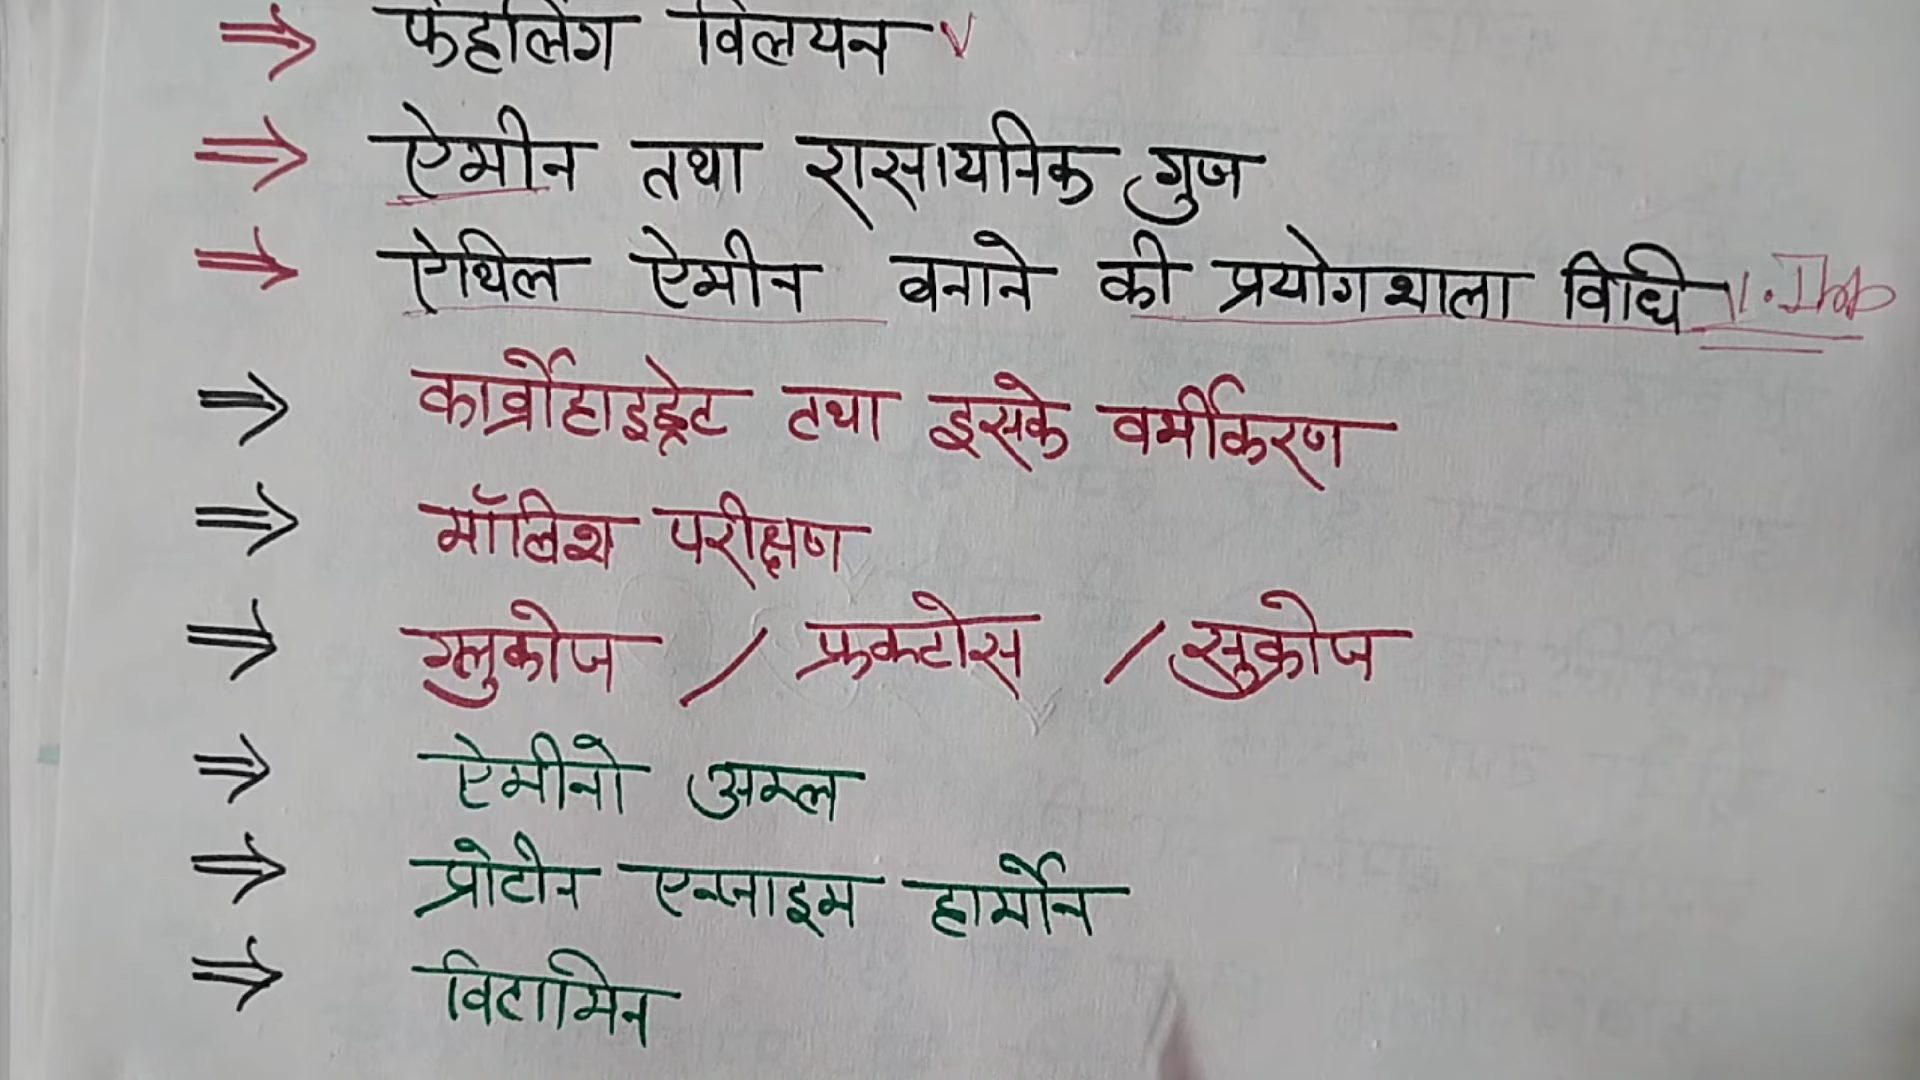 फेहलिंग विलयन
ऐमीन तथा रासायनिक गुण
ऐथिल ऐमीन बनाने की प्रयोगशाला विधि V. Imp
कार्बोहाइड्रेट तथा इसके वर्गीकरण
मॉलिश परीक्षण
ग्लुकोज / फ्रक्टोस / सुक्रोज
ऐमीनो अम्ल
प्रोटीन एन्जाइम हार्मोन
विटामिन